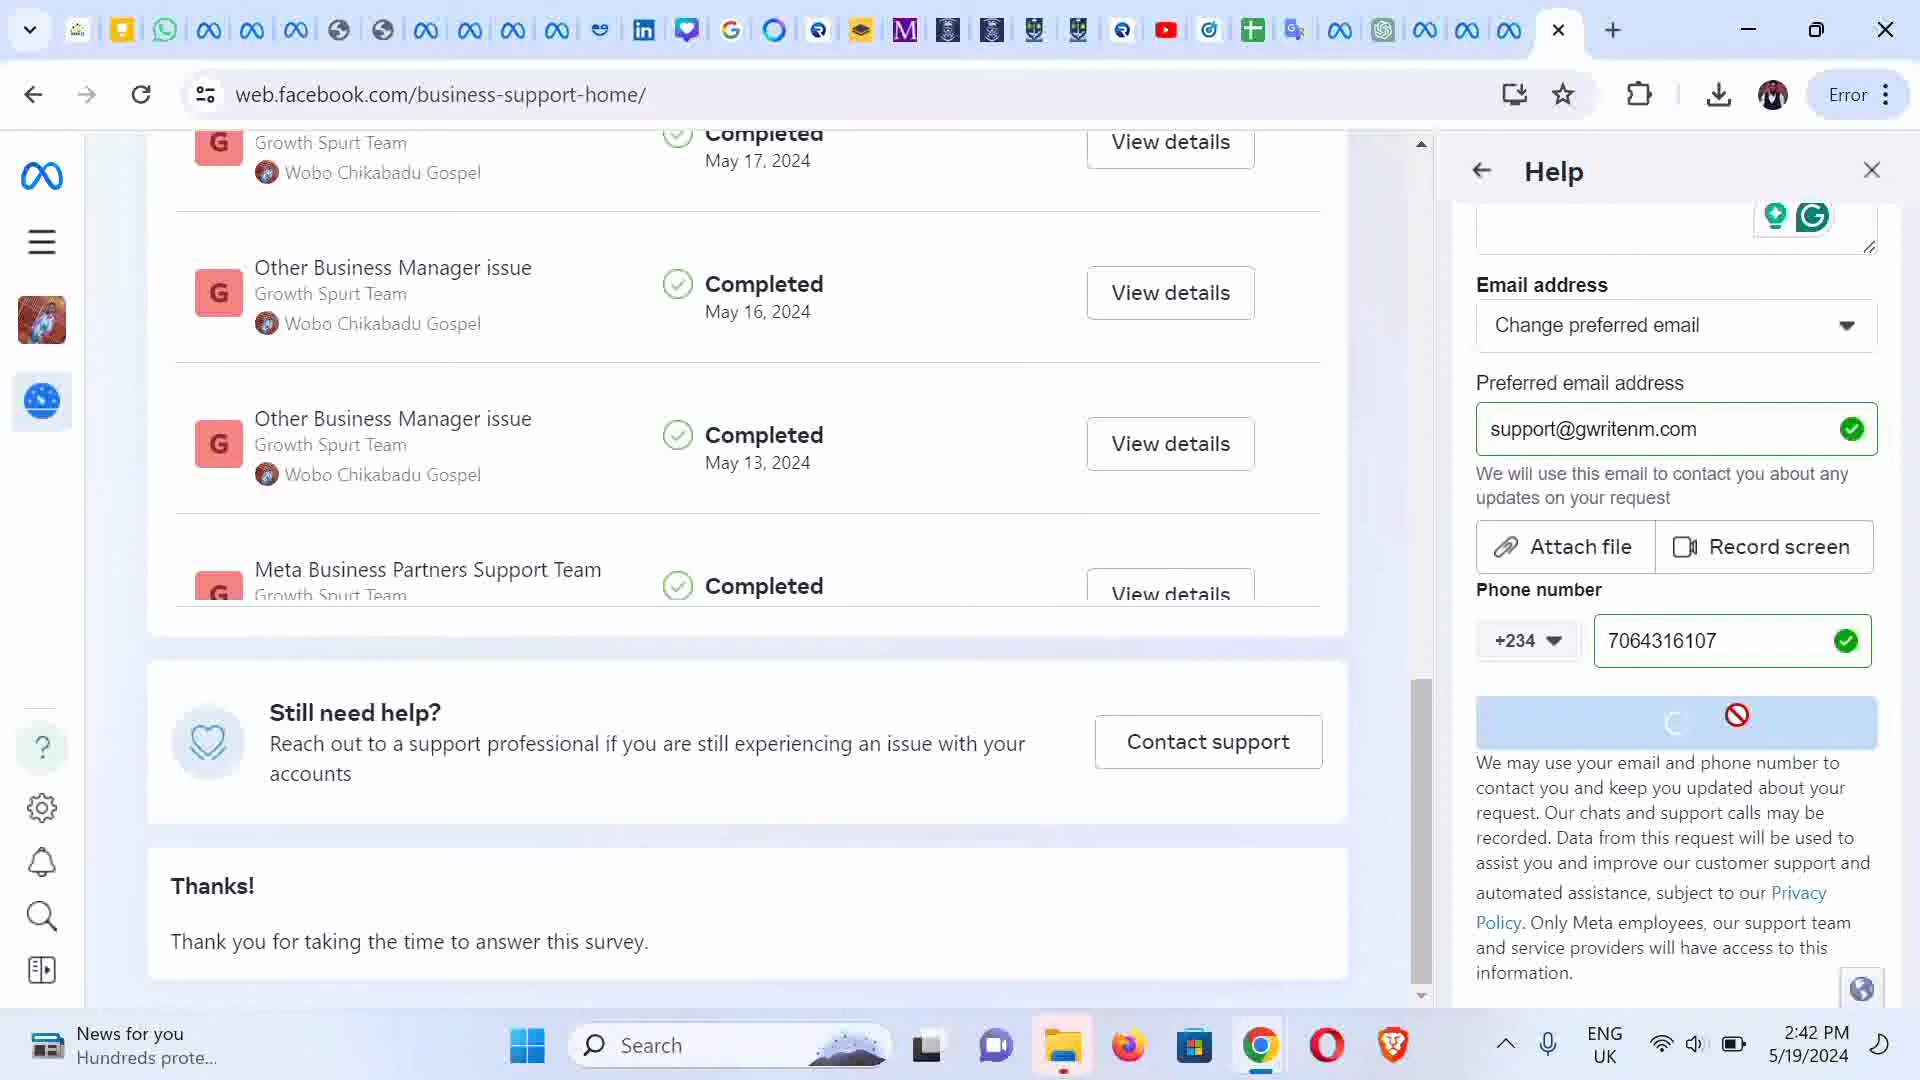 web.facebook.com/business-support-home/
Error
Growth Spurt Team
Wobo Chikabadu Gospel
Completed
May 17, 2024
View details
G
Other Business Manager issue
Growth Spurt Team
Wobo Chikabadu Gospel
Completed
May 16, 2024
View details
G
Other Business Manager issue
Growth Spurt Team
Wobo Chikabadu Gospel
Completed
May 13, 2024
View details
G
Meta Business Partners Support Team
Growth Spurt Team
Completed
View details
G
Still need help?
Reach out to a support professional if you are still experiencing an issue with your
accounts
Contact support
Thanks!
Thank you for taking the time to answer this survey.
Help
Email address
Change preferred email
Preferred email address
support@gwritenm.com
We will use this email to contact you about any
updates on your request
Attach file
Record screen
Phone number
+234
7064316107
We may use your email and phone number to
contact you and keep you updated about your
request. Our chats and support calls may be
recorded. Data from this request will be used to
assist you and improve our customer support and
automated assistance, subject to our Privacy
Policy. Only Meta employees, our support team
and service providers will have access to this
information.
News for you
Hundreds prote...
Search
ENG
UK
2:42 PM
5/19/2024